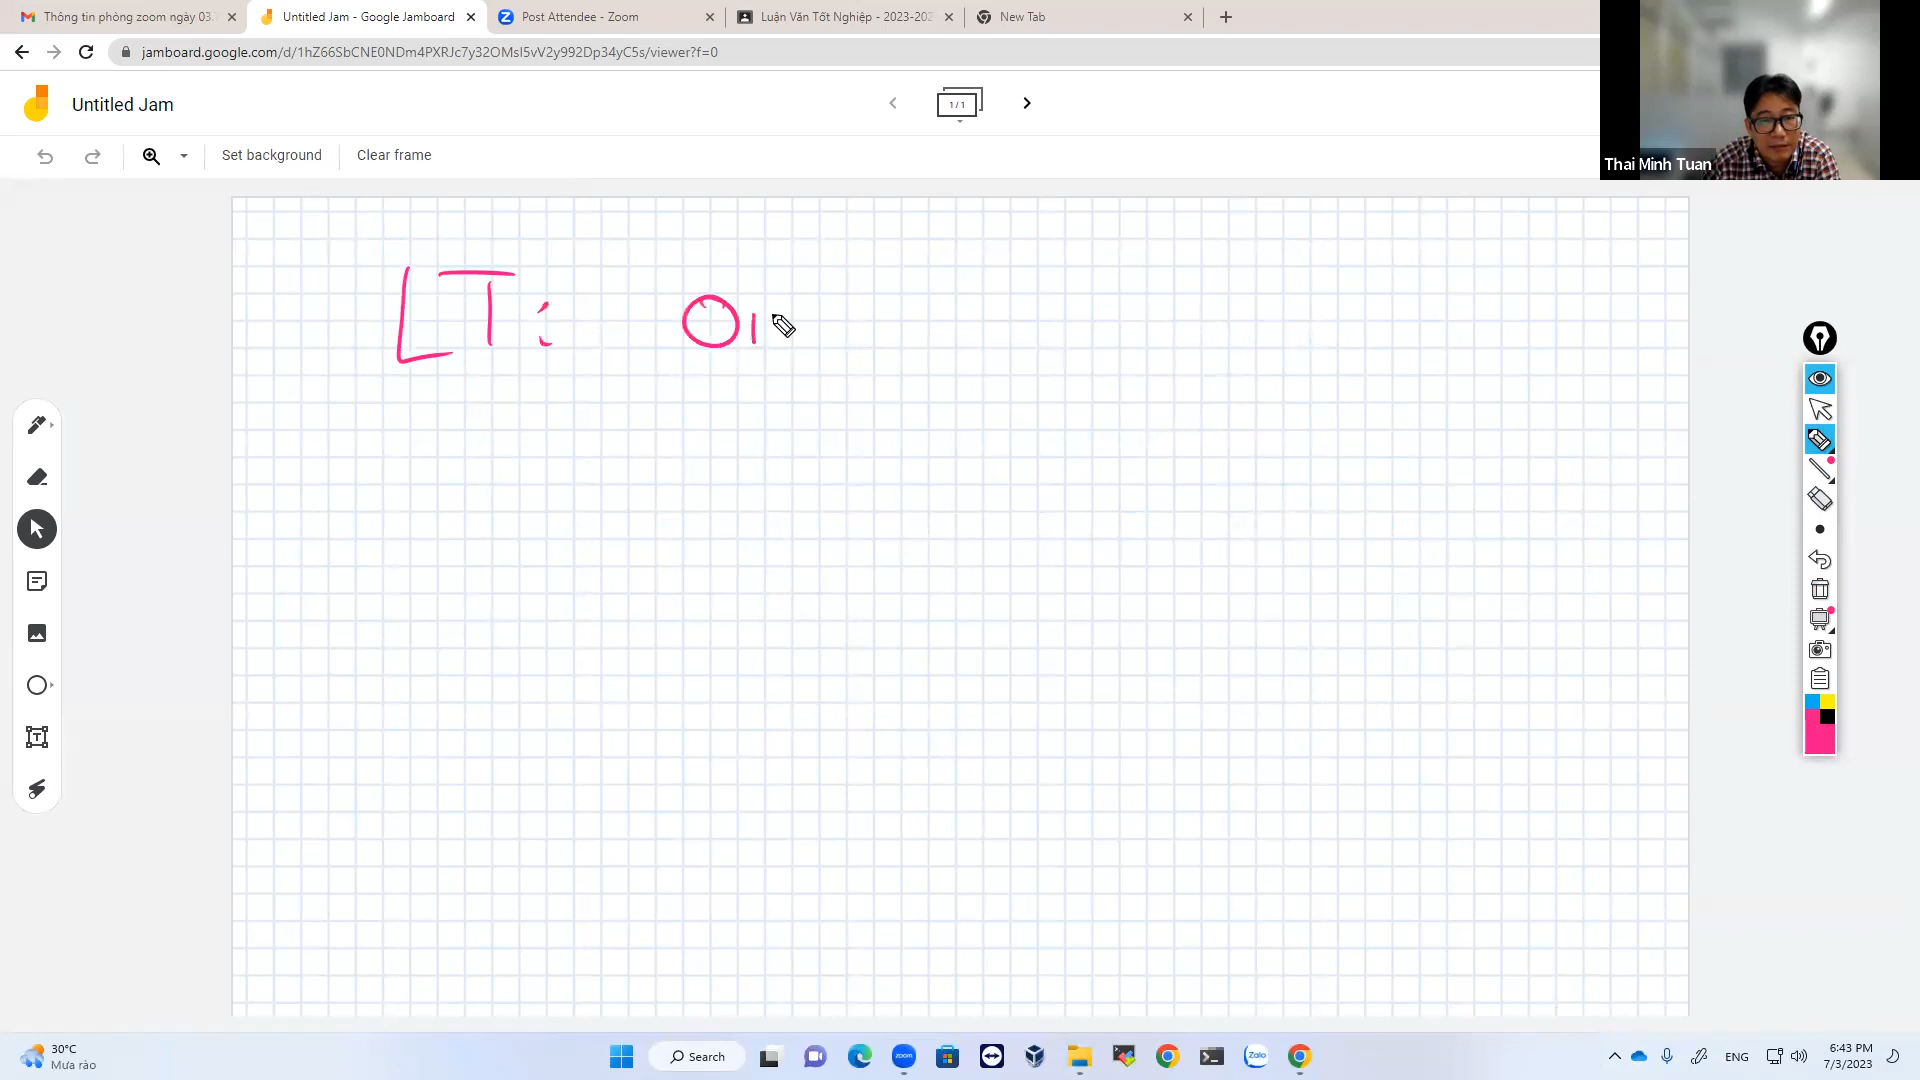 Thông tin phòng zoom ngày 03.
Untitled Jam - Google Jamboard
Post Attendee - Zoom
Luận Văn Tốt Nghiệp - 2023-202
New Tab
jamboard.google.com/d/1hZ66SbCNE0NDm4PXRJc7y32OMsI5vV2y992Dp34yC5s/viewer?f=0
Untitled Jam
1 / 1
Set background
Clear frame
Thai Minh Tuan
LT:
30°C
Mưa rào
Search
zoom
Zalo
ENG
6:43 PM
7/3/2023